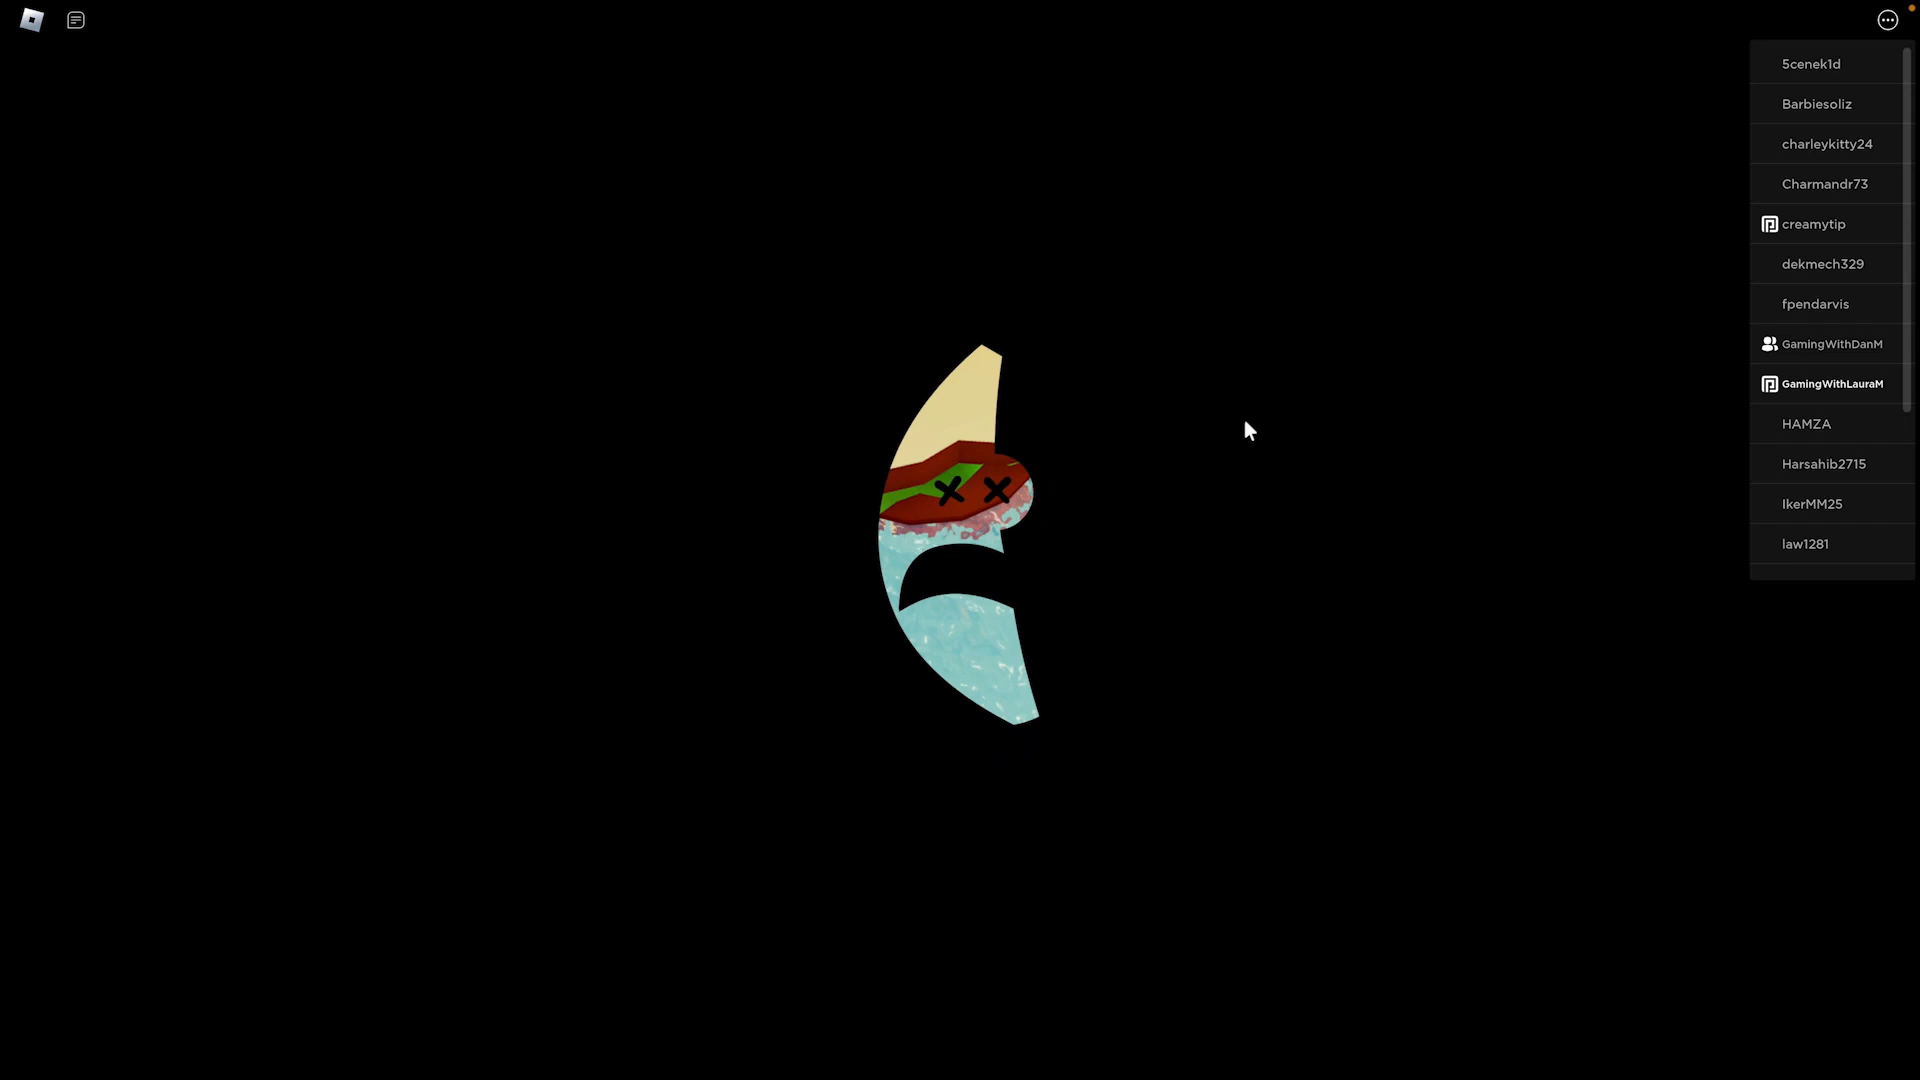 5cenek1d
Barbiesoliz
charleykitty24
Charmandr73
creamytip
dekmech329
fpendarvis
GamingWithDanM
GamingWithLauraM
HAMZA
Harsahib2715
IkerMM25
law1281